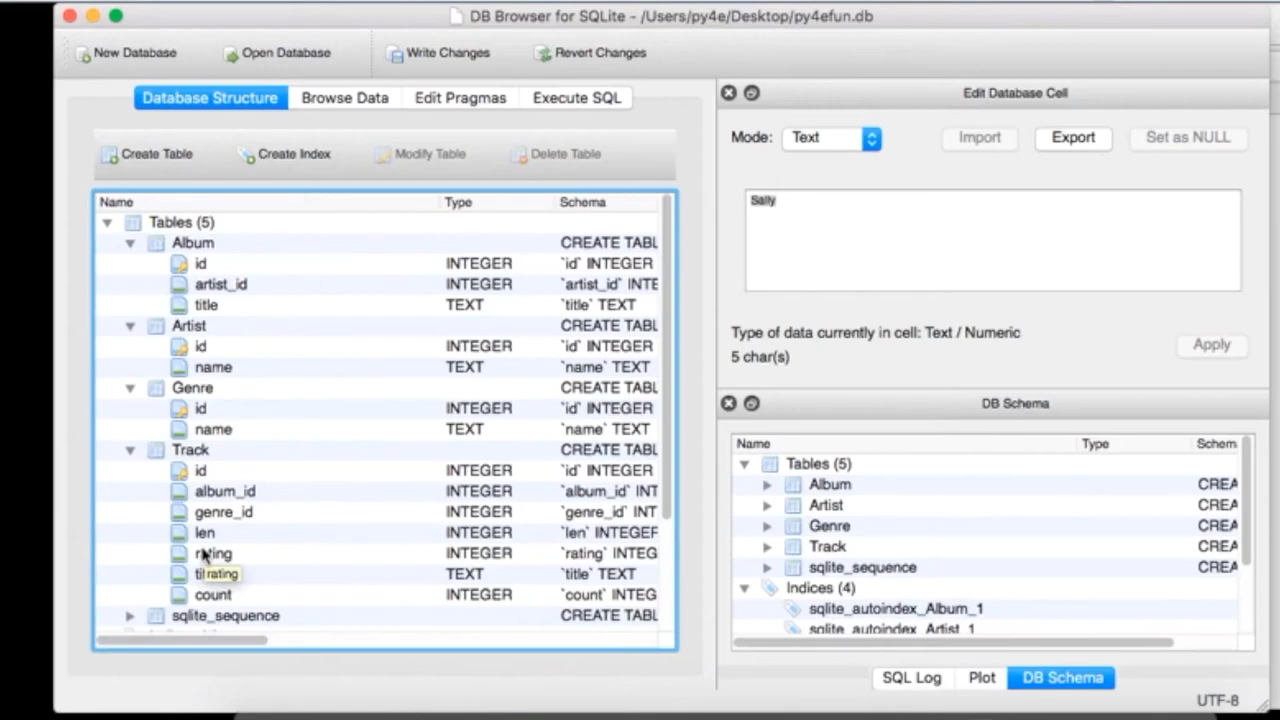 DB Browser for SQLite - /Users/py4e/Desktop/py4efun.db
New Database Open Database Write Changes Revert Changes
Database Structure Browse Data Edit Pragmas Execute SQL
Create Table Create Index Modify Table Delete Table
Name Type Schema
Tables (5)
Album CREATE TABL
id INTEGER `id` INTEGER
artist_id INTEGER `artist_id` INTE
title TEXT `title` TEXT
Artist CREATE TABL
id INTEGER `id` INTEGER
name TEXT `name` TEXT
Genre CREATE TABL
id INTEGER `id` INTEGER
name TEXT `name` TEXT
Track CREATE TABL
id INTEGER `id` INTEGER
album_id INTEGER `album_id` INT
genre_id INTEGER `genre_id` INT
len INTEGER `len` INTEGER
rating INTEGER `rating` INTEG
rating TEXT `title` TEXT
count INTEGER `count` INTEG
sqlite_sequence CREATE TABL
Edit Database Cell
Mode: Text Import Export Set as NULL
Sally
Type of data currently in cell: Text / Numeric
5 char(s)
Apply
DB Schema
Name Type Schem
Tables (5)
Album CREA
Artist CREA
Genre CREA
Track CREA
sqlite_sequence CREA
Indices (4)
sqlite_autoindex_Album_1
sqlite_autoindex_Artist_1
SQL Log Plot DB Schema
UTF-8